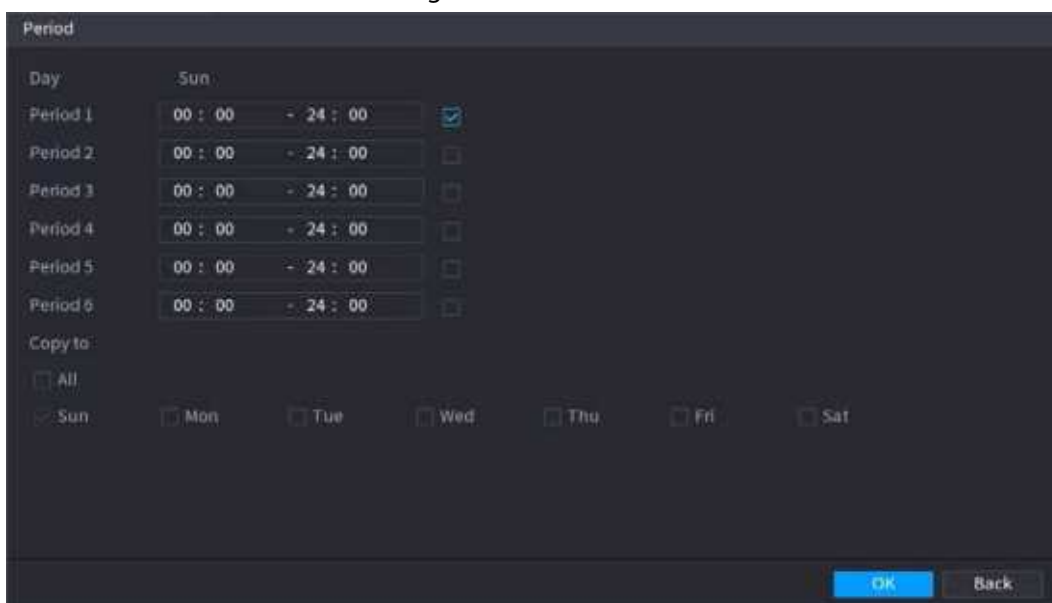 Period
Day Sun
Period 1 00 : 00 - 24 : 00
Period 2 00 : 00 - 24 : 00
Period 3 00 : 00 - 24 : 00
Period 4 00 : 00 - 24 : 00
Period 5 00 : 00 - 24 : 00
Period 6 00 : 00 - 24 : 00
Copy to
All
Sun Mon Tue Wed Thu Fri Sat
OK Back